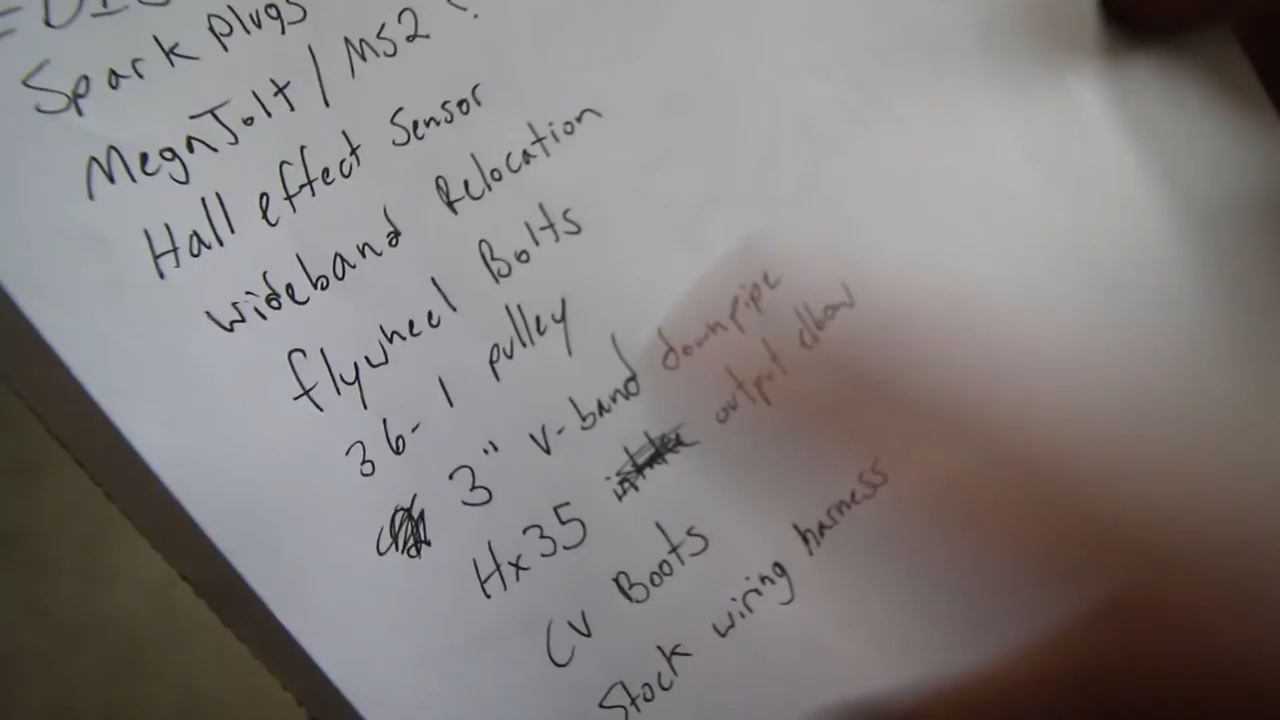 EDIS
Spark plugs
MegaJolt / MS2 ?
Hall effect Sensor
wideband Relocation
flywheel Bolts
36-1 pulley
3" v-band downpipe
Hx35 output elbow
CV Boots
Stock wiring harness